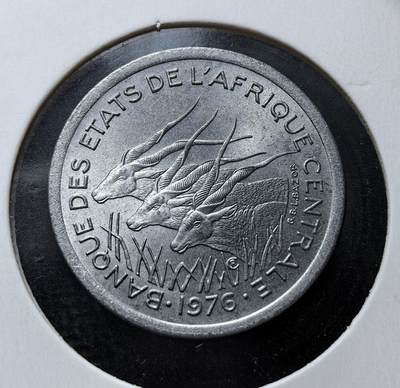 BANQUE DES ETATS DE L'AFRIQUE CENTRALE
· 1976 ·